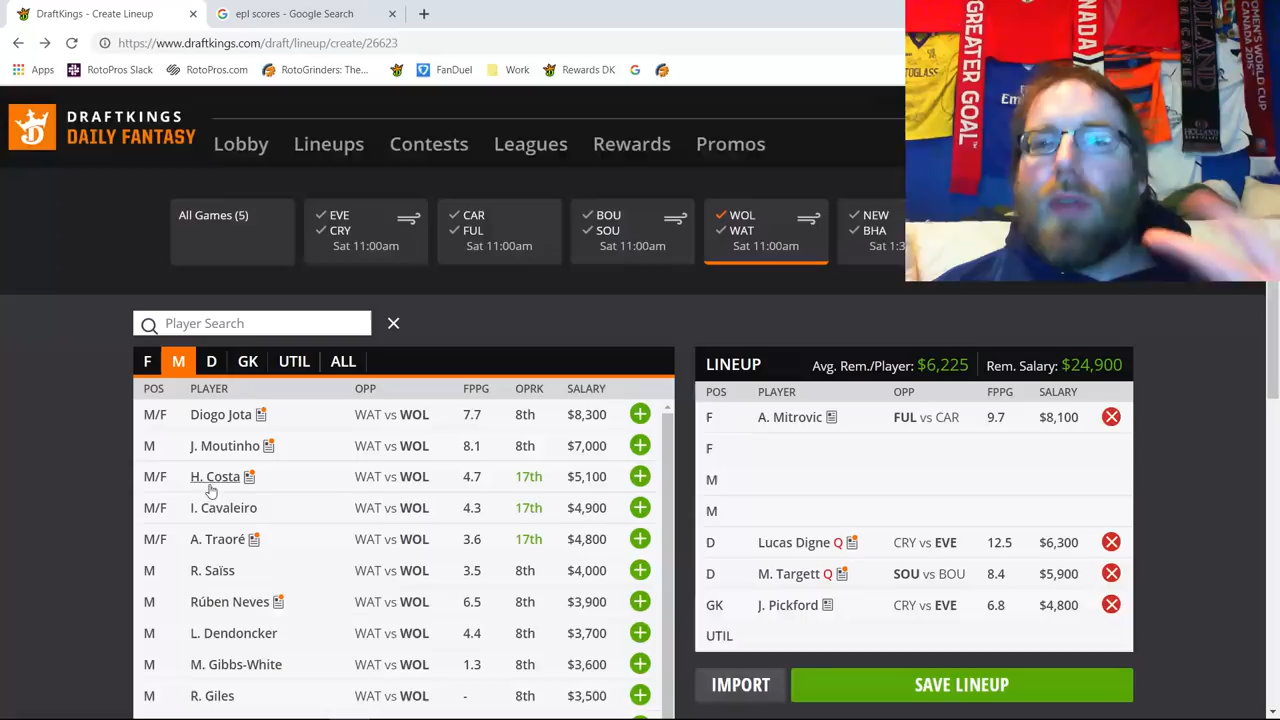 DraftKings - Create Lineup
epl scores - Google Search
https://www.draftkings.com/draft/lineup/create/26623
Apps
RotoPros Slack
RotoPros.com
RotoGrinders: The...
FanDuel
Work
Rewards DK
GREATER GOAL
NADA
HOLLAND
WOMEN'S WORLD CUP
CANADA 2015
DRAFTKINGS
DAILY FANTASY
Lobby
Lineups
Contests
Leagues
Rewards
Promos
All Games (5)
EVE
CRY
Sat 11:00am
CAR
FUL
Sat 11:00am
BOU
SOU
Sat 11:00am
WOL
WAT
Sat 11:00am
NEW
BHA
Sat 1:3
Player Search
F M D GK UTIL ALL
POS PLAYER OPP FPPG OPRK SALARY
M/F Diogo Jota WAT vs WOL 7.7 8th $8,300
M J. Moutinho WAT vs WOL 8.1 8th $7,000
M/F H. Costa WAT vs WOL 4.7 17th $5,100
M/F I. Cavaleiro WAT vs WOL 4.3 17th $4,900
M/F A. Traoré WAT vs WOL 3.6 17th $4,800
M R. Saïss WAT vs WOL 3.5 8th $4,000
M Rúben Neves WAT vs WOL 6.5 8th $3,900
M L. Dendoncker WAT vs WOL 4.4 8th $3,700
M M. Gibbs-White WAT vs WOL 1.3 8th $3,600
M R. Giles WAT vs WOL - 8th $3,500
LINEUP Avg. Rem./Player: $6,225 Rem. Salary: $24,900
POS PLAYER OPP FPPG SALARY
F A. Mitrovic FUL vs CAR 9.7 $8,100
F
M
M
D Lucas Digne Q CRY vs EVE 12.5 $6,300
D M. Targett Q SOU vs BOU 8.4 $5,900
GK J. Pickford CRY vs EVE 6.8 $4,800
UTIL
IMPORT
SAVE LINEUP